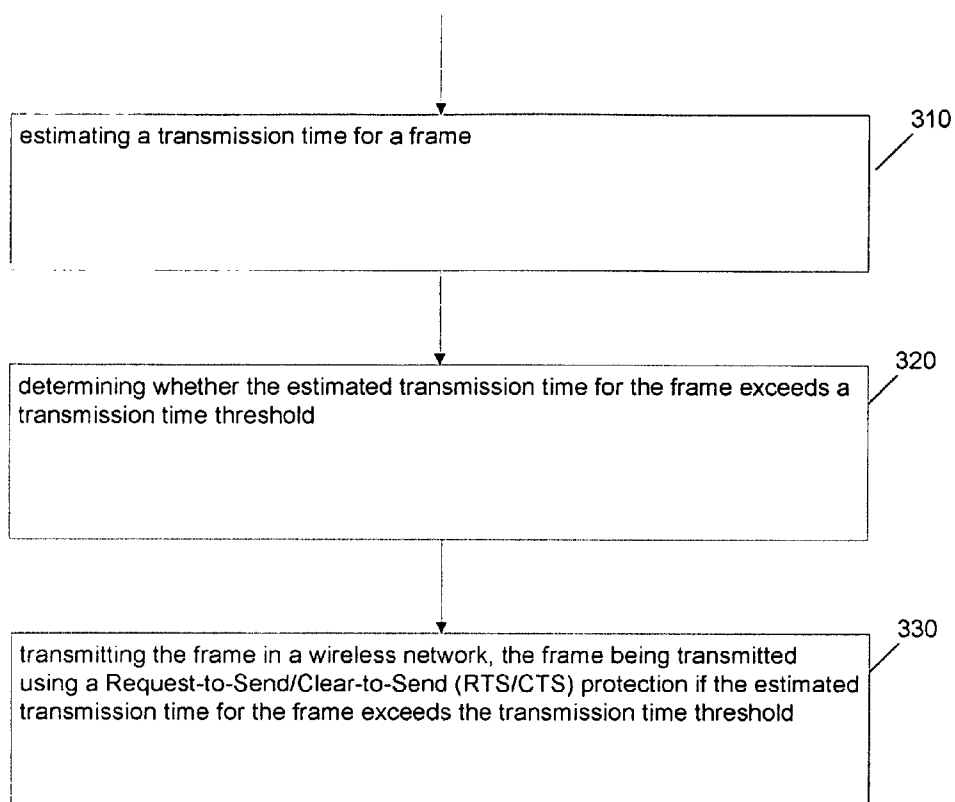 310
estimating a transmission time for a frame
320
determining whether the estimated transmission time for the frame exceeds a
transmission time threshold
330
transmitting the frame in a wireless network, the frame being transmitted
using a Request-to-Send/Clear-to-Send (RTS/CTS) protection if the estimated
transmission time for the frame exceeds the transmission time threshold